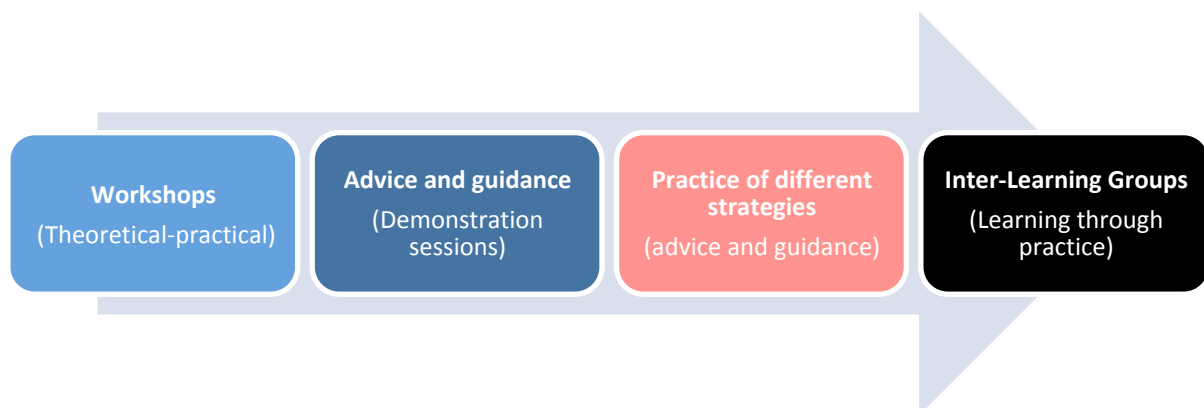 Workshops
(Theoretical-practical)
Advice and guidance
(Demonstration
sessions)
Practice of different
strategies
(advice and guidance)
Inter-Learning Groups
(Learning through
practice)